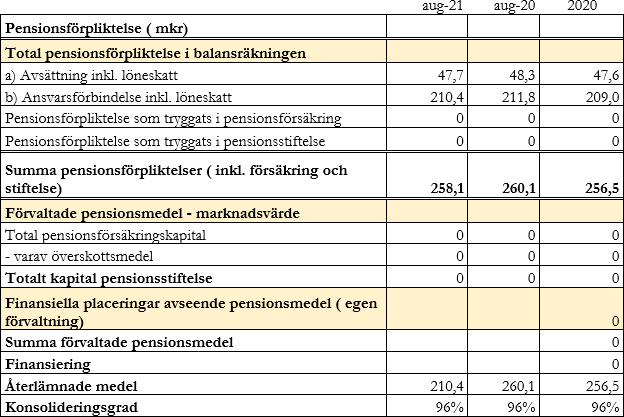 aug-21 aug-20 2020
Pensionsförpliktelse ( mkr)
Total pensionsförpliktelse i balansräkningen
a) Avsättning inkl. löneskatt 47,7 48,3 47,6
b) Ansvarsförbindelse inkl. löneskatt 210,4 211,8 209,0
Pensionsförpliktelse som tryggats i pensionsförsäkring 0 0 0
Pensionsförpliktelse som tryggats i pensionsstiftelse 0 0 0
Summa pensionsförpliktelser ( inkl. försäkring och
stiftelse) 258,1 260,1 256,5
Förvaltade pensionsmedel - marknadsvärde
Total pensionsförsäkringskapital 0 0 0
- varav överskottsmedel 0 0 0
Totalt kapital pensionsstiftelse 0 0 0
Finansiella placeringar avseende pensionsmedel ( egen
förvaltning) 0
Summa förvaltade pensionsmedel 0
Finansiering 0
Återlämnade medel 210,4 260,1 256,5
Konsolideringsgrad 96% 96% 96%